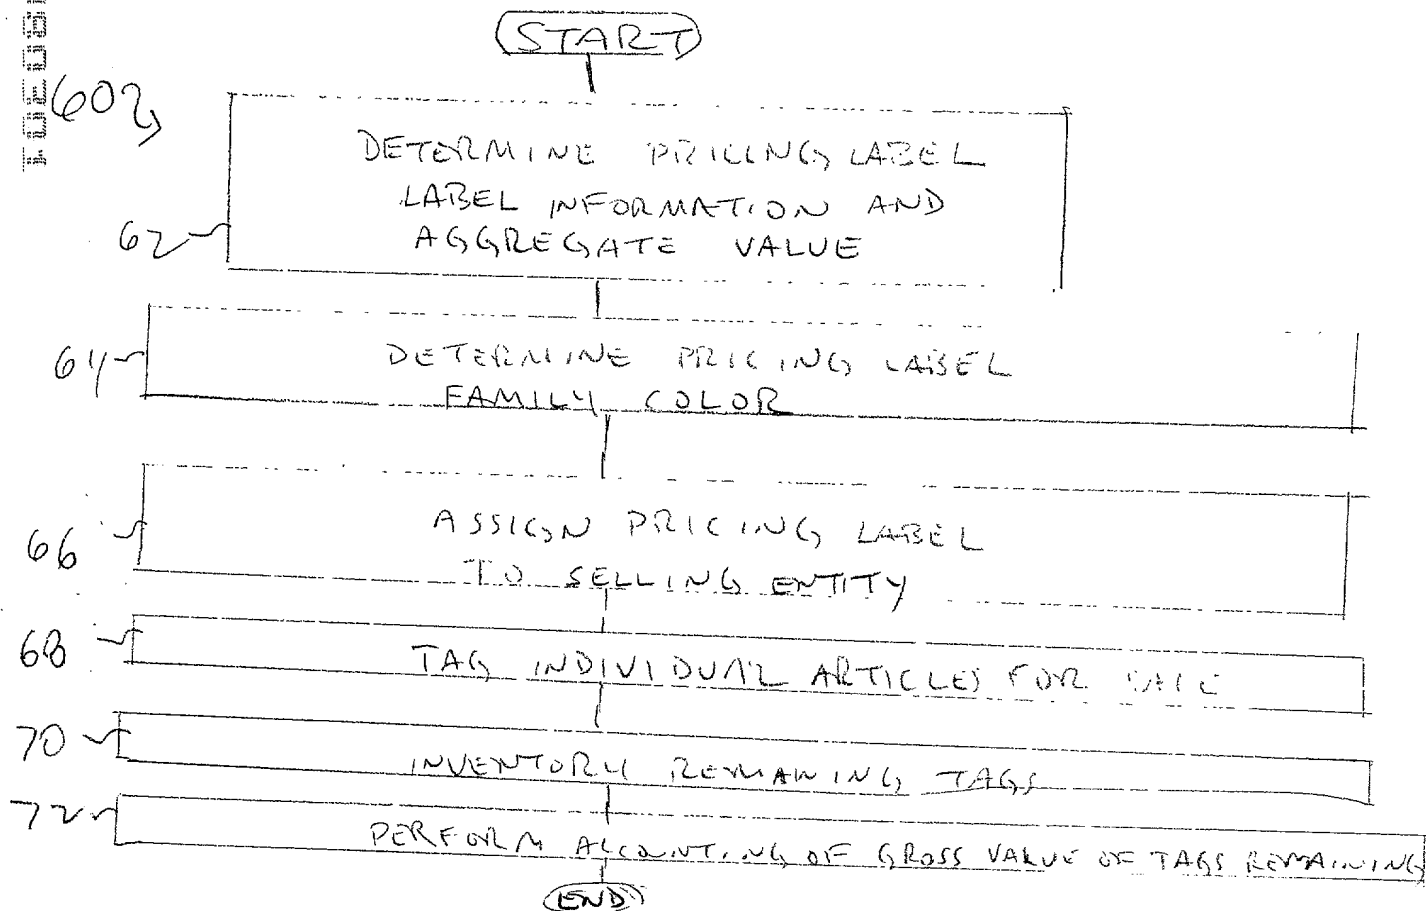 START
602
DETERMINE PRICING LABEL
LABEL INFORMATION AND
62
AGGREGATE VALUE
64
DETERMINE PRICING LABEL
FAMILY COLOR
66
ASSIGN PRICING LABEL
TO SELLING ENTITY
68
TAG INDIVIDUAL ARTICLES FOR SALE
70
INVENTORY REMAINING TAGS
72
PERFORM ACCOUNTING OF GROSS VALUE OF TAGS REMAINING
END